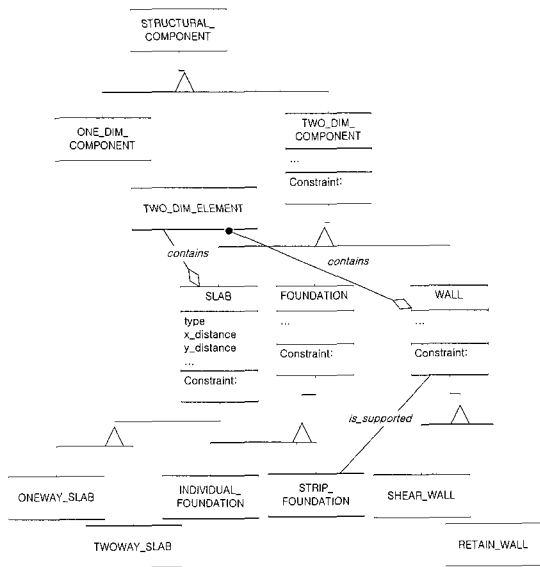 STRUCTURAL_
COMPONENT
ONE_DIM_
COMPONENT
TWO_DIM_
COMPONENT
...
Constraint:
TWO_DIM_ELEMENT
contains
contains
SLAB
type
x_distance
y_distance
...
Constraint:
FOUNDATION
...
Constraint:
WALL
...
Constraint:
is_supported
ONEWAY_SLAB
INDIVIDUAL_
FOUNDATION
STRIP_
FOUNDATION
SHEAR_WALL
TWOWAY_SLAB
RETAIN_WALL